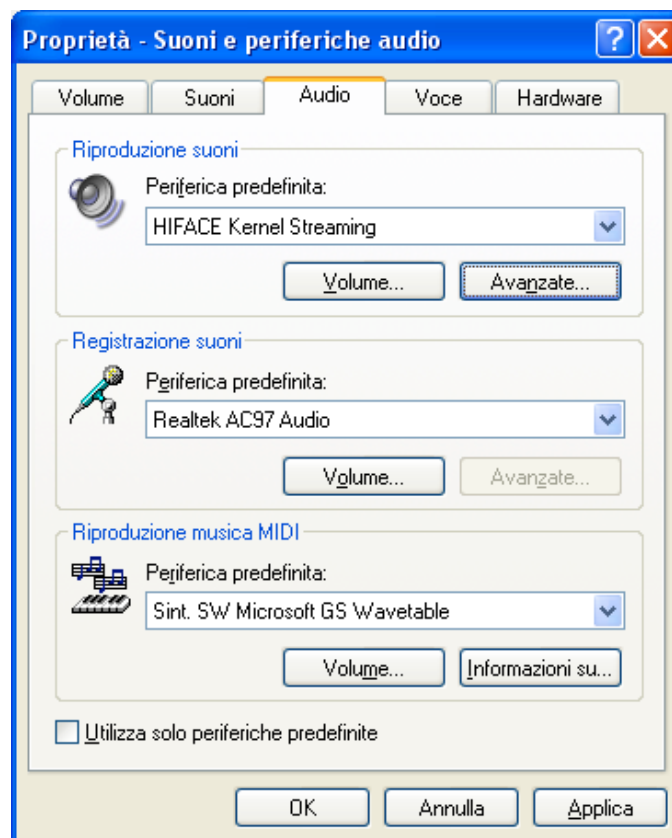 Proprietà - Suoni e periferiche audio
Volume Suoni Audio Voce Hardware
Riproduzione suoni
Periferica predefinita:
HIFACE Kernel Streaming
Volume... Avanzate...
Registrazione suoni
Periferica predefinita:
Realtek AC97 Audio
Volume... Avanzate...
Riproduzione musica MIDI
Periferica predefinita:
Sint. SW Microsoft GS Wavetable
Volume... Informazioni su...
Utilizza solo periferiche predefinite
OK Annulla Applica